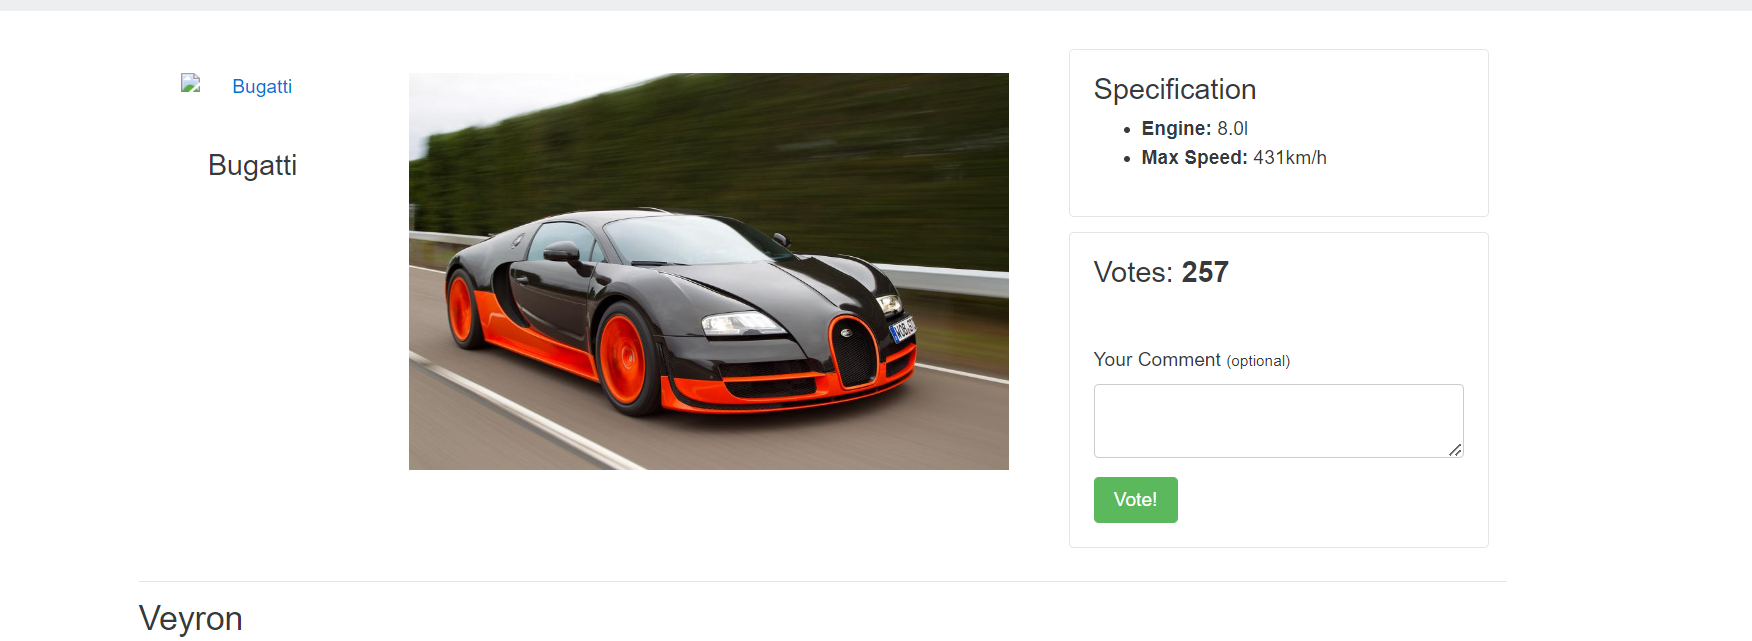 Bugatti
Bugatti
Specification
Engine: 8.0l
Max Speed: 431km/h
Votes: 257
Your Comment (optional)
Vote!
Veyron